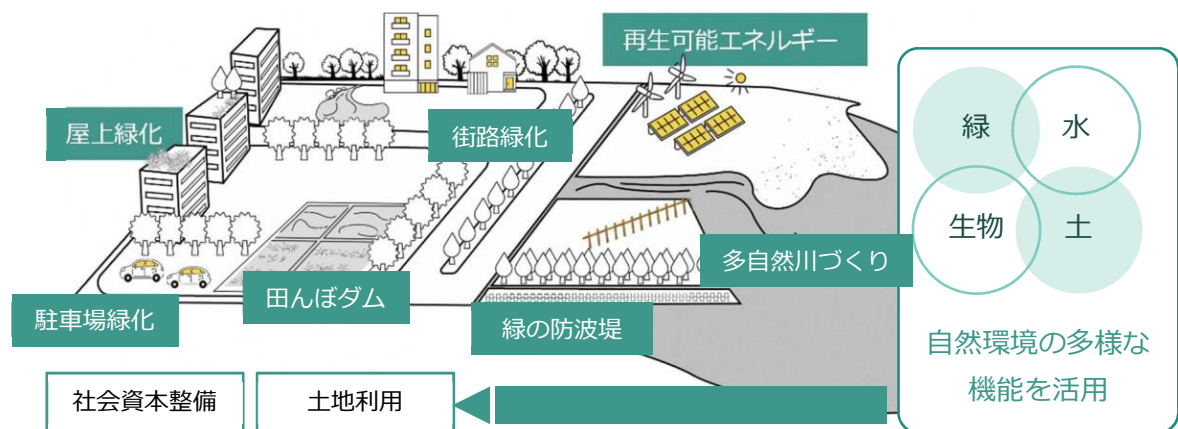 再生可能エネルギー
屋上緑化
街路緑化
緑
水
生物
土
多自然川づくり
田んぼダム
駐車場緑化
緑の防波堤
自然環境の多様な
機能を活用
社会資本整備
土地利用